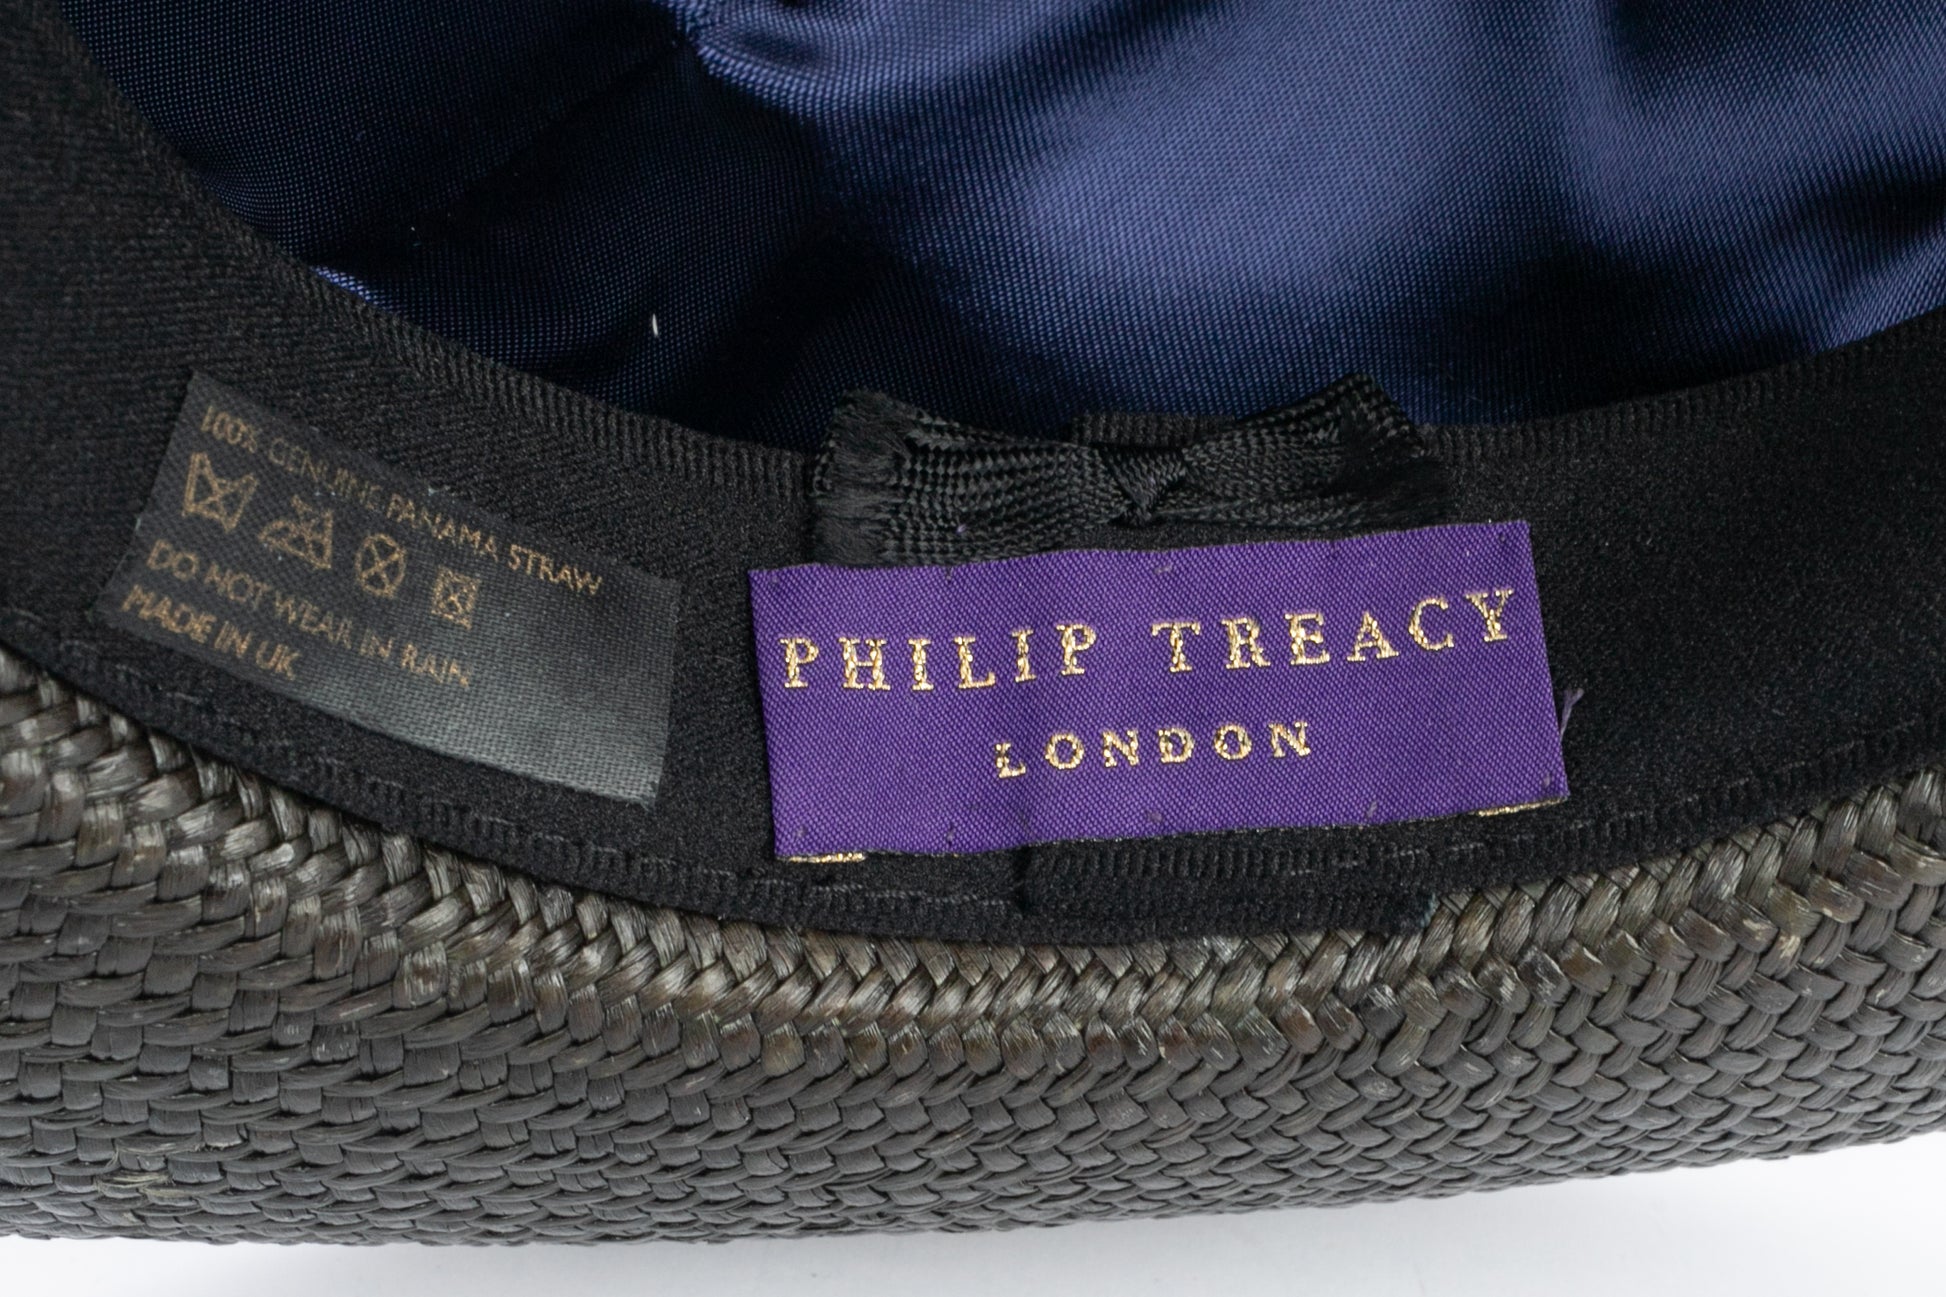 100% GENUINE PANAMA STRAW
DO NOT WEAR IN RAIN
MADE IN UK
PHILIP TREACY
LONDON